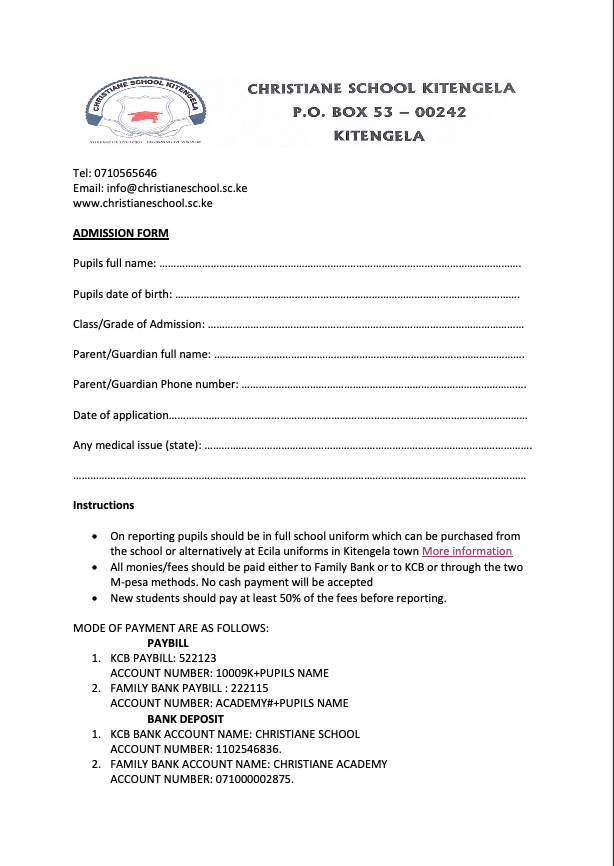 CHRISTIANE SCHOOL KITENGELA
CHRISTIANE SCHOOL KITENGELA
P.O. BOX 53 – 00242
KITENGELA
Tel: 0710565646
Email: info@christianeschool.sc.ke
www.christianeschool.sc.ke
ADMISSION FORM
Pupils full name: ……………………………………………………………………………………………………………….
Pupils date of birth: ………………………………………………………………………………………………………….
Class/Grade of Admission: …………………………………………………………………………………………………
Parent/Guardian full name: ……………………………………………………………………………………………….
Parent/Guardian Phone number: ……………………………………………………………………………………….
Date of application………………………………………………………………………………………………………………
Any medical issue (state): …………………………………………………………………………………………………….
……………………………………………………………………………………………………………………………………………
Instructions
• On reporting pupils should be in full school uniform which can be purchased from
the school or alternatively at Ecila uniforms in Kitengela town More information
• All monies/fees should be paid either to Family Bank or to KCB or through the two
M-pesa methods. No cash payment will be accepted
• New students should pay at least 50% of the fees before reporting.
MODE OF PAYMENT ARE AS FOLLOWS:
PAYBILL
1. KCB PAYBILL: 522123
ACCOUNT NUMBER: 10009K+PUPILS NAME
2. FAMILY BANK PAYBILL : 222115
ACCOUNT NUMBER: ACADEMY#+PUPILS NAME
BANK DEPOSIT
1. KCB BANK ACCOUNT NAME: CHRISTIANE SCHOOL
ACCOUNT NUMBER: 1102546836.
2. FAMILY BANK ACCOUNT NAME: CHRISTIANE ACADEMY
ACCOUNT NUMBER: 071000002875.